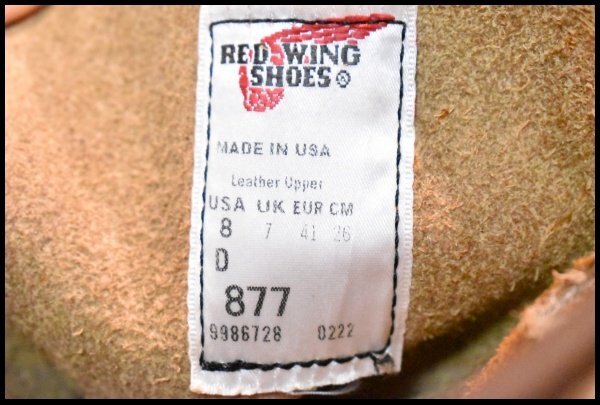 RED WING
SHOES®
MADE IN USA
Leather Upper
USA UK EUR CM
8 7 41 26
D
877
9986728 0222